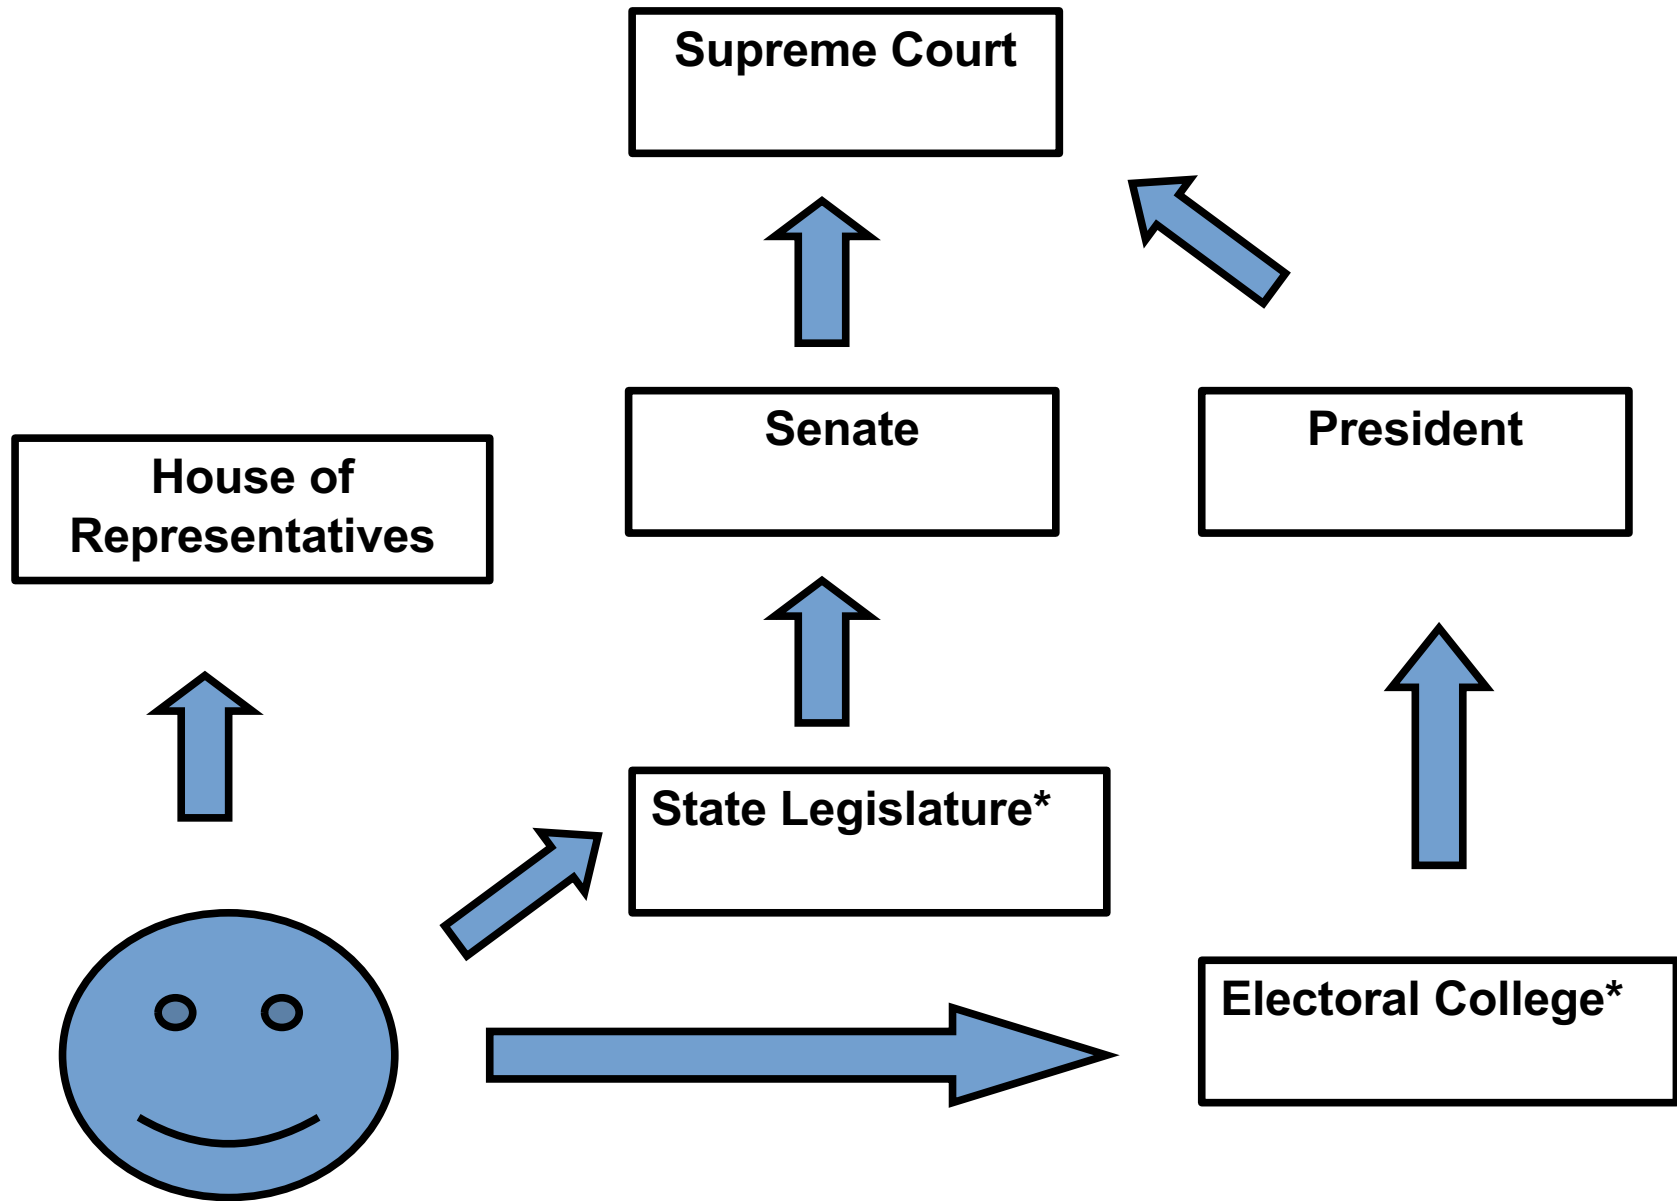 Supreme Court
Senate
President
House of
Representatives
State Legislature*
Electoral College*